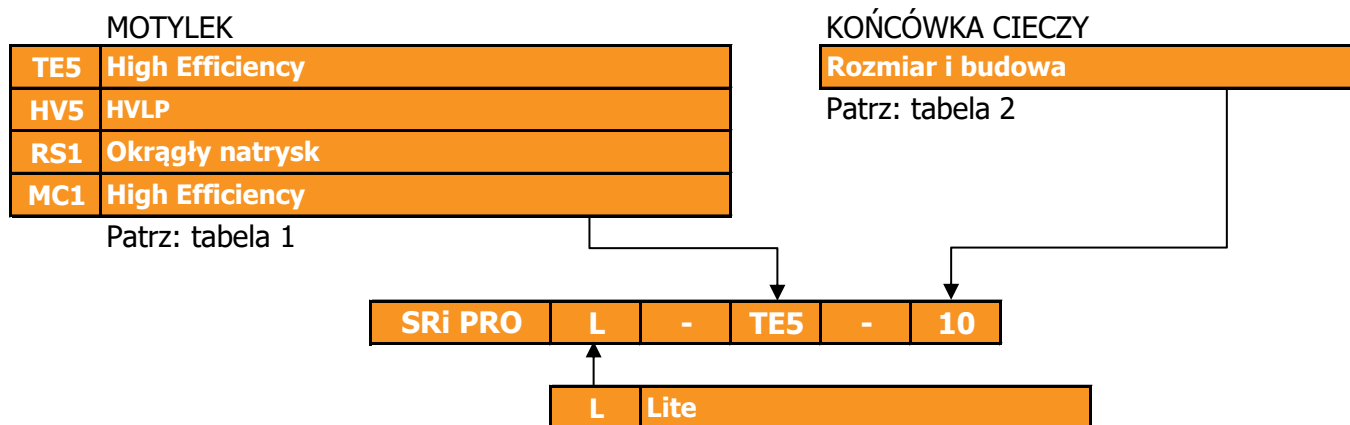 MOTYLEK
TE5 High Efficiency
HV5 HVLP
RS1 Okrągły natrysk
MC1 High Efficiency
Patrz: tabela 1
KOŃCÓWKA CIECZY
Rozmiar i budowa
Patrz: tabela 2
SRi PRO L - TE5 - 10
L Lite